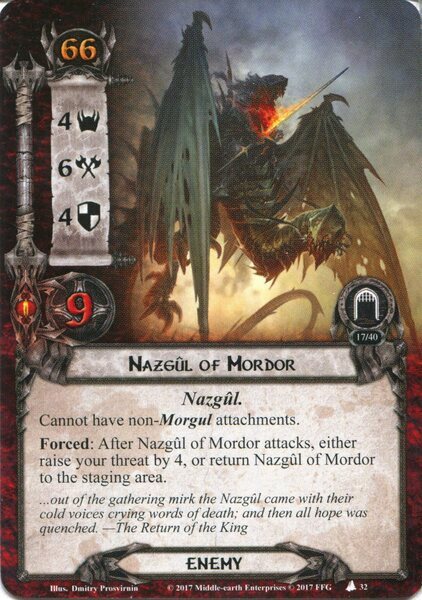 66
4
6
4
9
17/40
Nazgûl of Mordor
Nazgûl.
Cannot have non-Morgul attachments.
Forced: After Nazgûl of Mordor attacks, either
raise your threat by 4, or return Nazgûl of Mordor
to the staging area.
...out of the gathering mirk the Nazgûl came with their
cold voices crying words of death; and then all hope was
quenched. —The Return of the King
ENEMY
Illus. Dmitry Prosvirnin © 2017 Middle-earth Enterprises © 2017 FFG 32